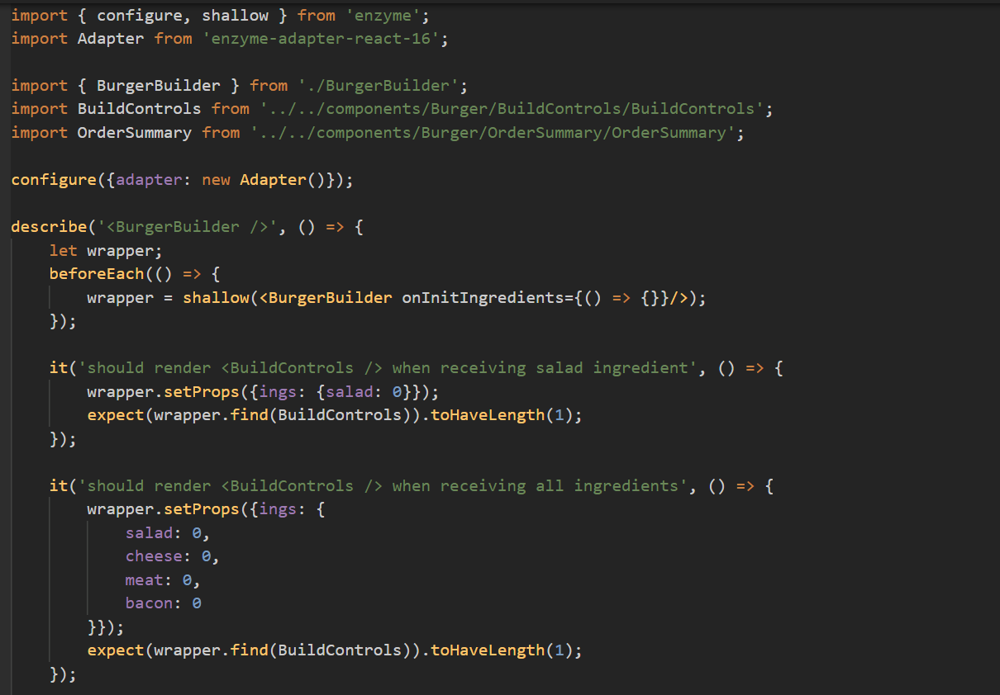 import { configure, shallow } from 'enzyme';
import Adapter from 'enzyme-adapter-react-16';
import { BurgerBuilder } from './BurgerBuilder';
import BuildControls from '../../components/Burger/BuildControls/BuildControls';
import OrderSummary from '../../components/Burger/OrderSummary/OrderSummary';
configure({adapter: new Adapter()});
describe('<BurgerBuilder />', () => {
let wrapper;
beforeEach(() => {
wrapper = shallow(<BurgerBuilder onInitIngredients={() => {}}/>);
});
it('should render <BuildControls /> when receiving salad ingredient', () => {
wrapper.setProps({ings: {salad: 0}});
expect(wrapper.find(BuildControls)).toHaveLength(1);
});
it('should render <BuildControls /> when receiving all ingredients', () => {
wrapper.setProps({ings: {
salad: 0,
cheese: 0,
meat: 0,
bacon: 0
}});
expect(wrapper.find(BuildControls)).toHaveLength(1);
});